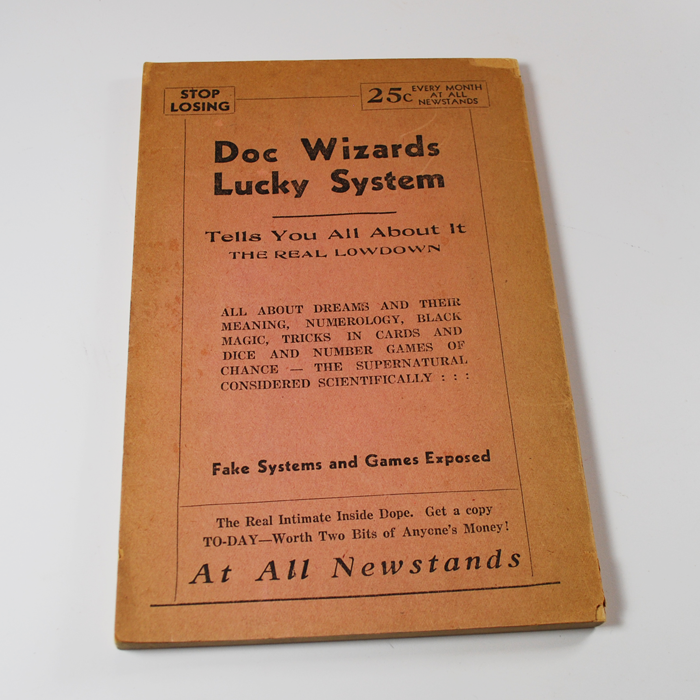 STOP
LOSING
25c
EVERY MONTH
AT ALL
NEWSTANDS
Doc Wizards
Lucky System
Tells You All About It
THE REAL LOWDOWN
ALL ABOUT DREAMS AND THEIR
MEANING, NUMEROLOGY, BLACK
MAGIC, TRICKS IN CARDS AND
DICE AND NUMBER GAMES OF
CHANCE — THE SUPERNATURAL
CONSIDERED SCIENTIFICALLY : : :
Fake Systems and Games Exposed
The Real Intimate Inside Dope. Get a copy
TO-DAY—Worth Two Bits of Anyone's Money!
At All Newstands